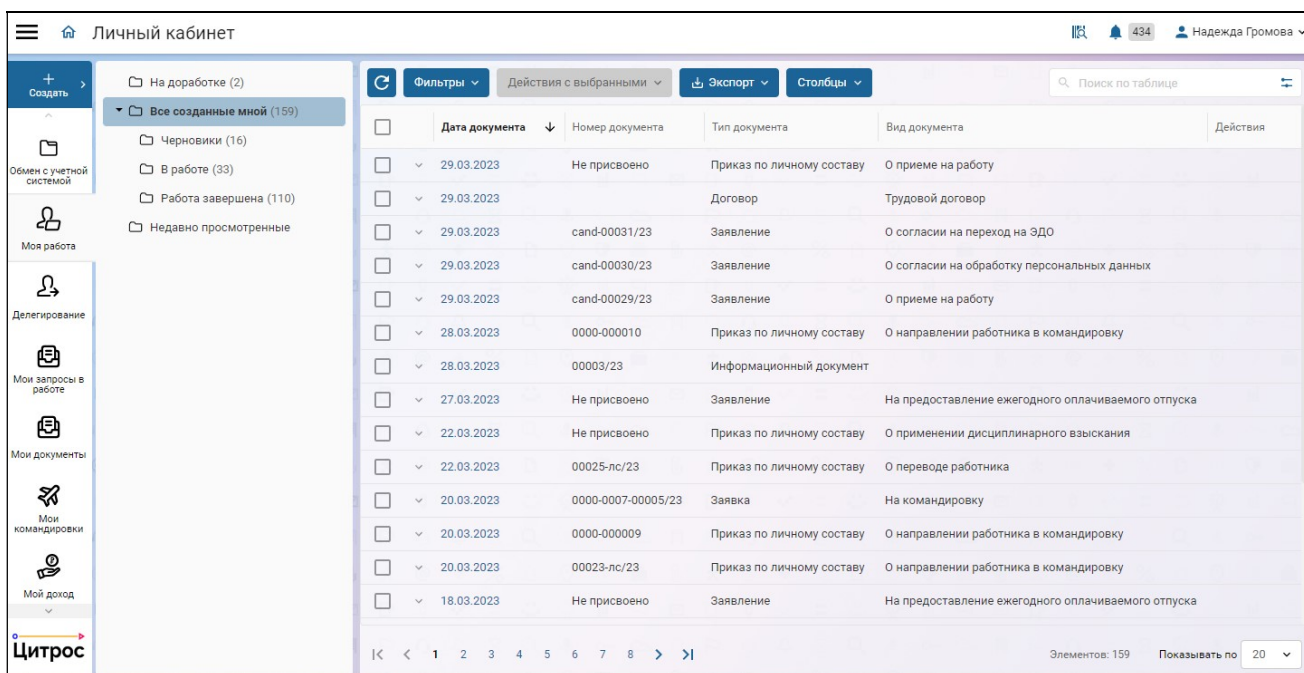 Личный кабинет
434
Надежда Громова
+
Создать
Обмен с учетной
системой
Моя работа
Делегирование
Мои запросы в
работе
Мои документы
Мои
командировки
Мой доход
Цитрос
На доработке (2)
Все созданные мной (159)
Черновики (16)
В работе (33)
Работа завершена (110)
Недавно просмотренные
Фильтры Действия с выбранными Экспорт Столбцы Поиск по таблице
Дата документа Номер документа Тип документа Вид документа Действия
29.03.2023 Не присвоено Приказ по личному составу О приеме на работу
29.03.2023 Договор Трудовой договор
29.03.2023 cand-00031/23 Заявление О согласии на переход на ЭДО
29.03.2023 cand-00030/23 Заявление О согласии на обработку персональных данных
29.03.2023 cand-00029/23 Заявление О приеме на работу
28.03.2023 0000-000010 Приказ по личному составу О направлении работника в командировку
28.03.2023 00003/23 Информационный документ
27.03.2023 Не присвоено Заявление На предоставление ежегодного оплачиваемого отпуска
22.03.2023 Не присвоено Приказ по личному составу О применении дисциплинарного взыскания
22.03.2023 00025-лс/23 Приказ по личному составу О переводе работника
20.03.2023 0000-0007-00005/23 Заявка На командировку
20.03.2023 0000-000009 Приказ по личному составу О направлении работника в командировку
20.03.2023 00023-лс/23 Приказ по личному составу О направлении работника в командировку
18.03.2023 Не присвоено Заявление На предоставление ежегодного оплачиваемого отпуска
1 2 3 4 5 6 7 8 Элементов: 159 Показывать по 20